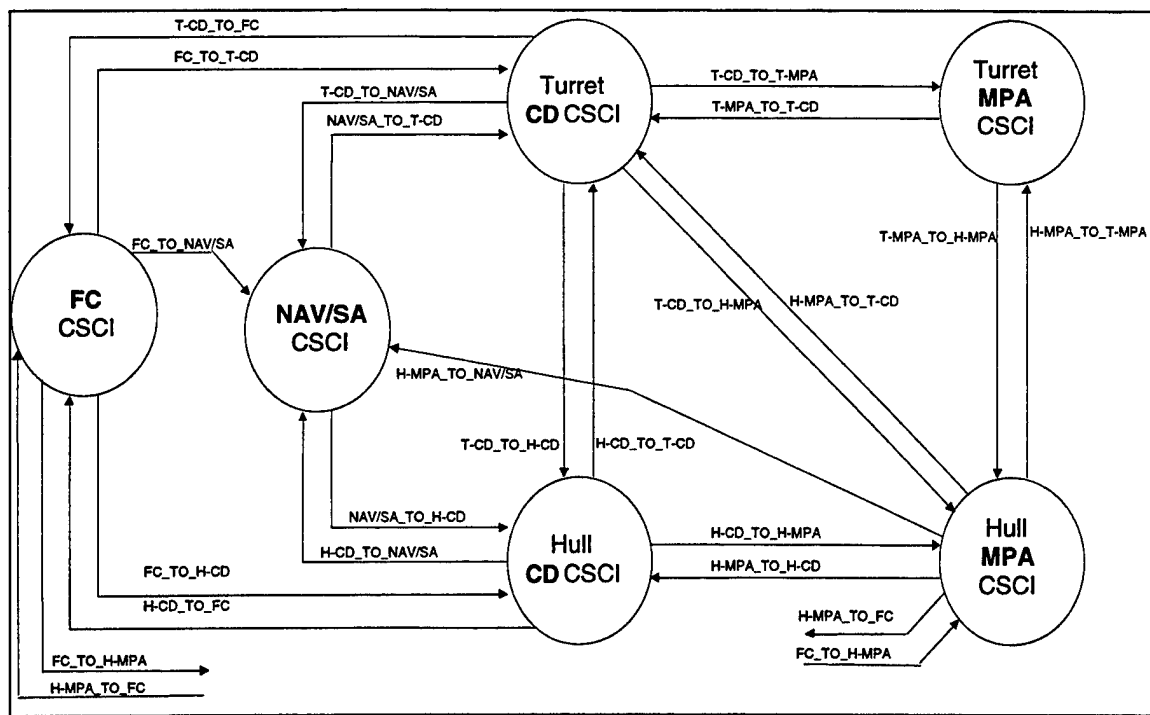 T-CD_TO_FC
FC_TO_T-CD
T-CD_TO_NAV/SA
NAV/SA_TO_T-CD
Turret
CD CSCI
T-CD_TO_T-MPA
T-MPA_TO_T-CD
Turret
MPA
CSCI
FC_TO_NAV/SA
T-MPA_TO_H-MPA
H-MPA_TO_T-MPA
FC
CSCI
NAV/SA
CSCI
T-CD_TO_H-MPA
H-MPA_TO_T-CD
H-MPA_TO_NAV/SA
T-CD_TO_H-CD
H-CD_TO_T-CD
NAV/SA_TO_H-CD
H-CD_TO_NAV/SA
Hull
CD CSCI
H-CD_TO_H-MPA
H-MPA_TO_H-CD
Hull
MPA
CSCI
FC_TO_H-CD
H-CD_TO_FC
H-MPA_TO_FC
FC_TO_H-MPA
FC_TO_H-MPA
H-MPA_TO_FC